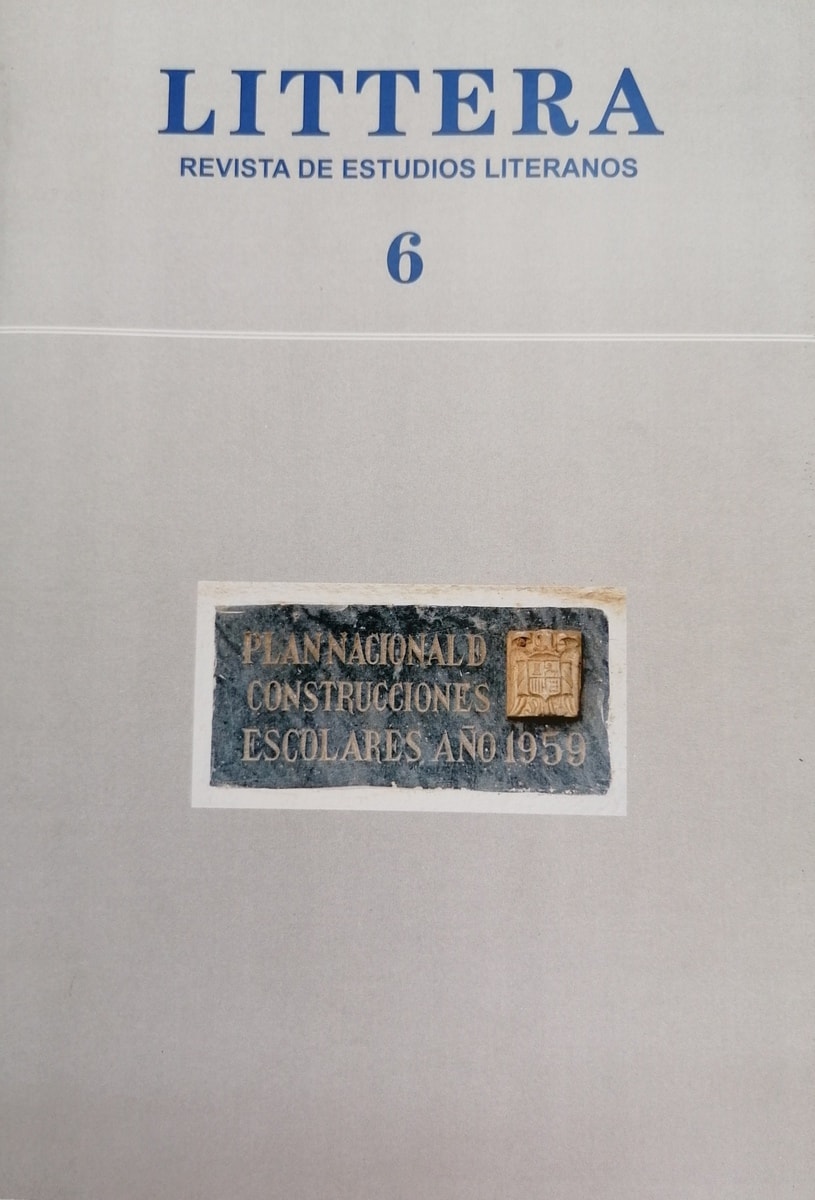 LITTERA
REVISTA DE ESTUDIOS LITERANOS
6
PLAN NACIONAL D
CONSTRUCCIONES
ESCOLARES AÑO 1959